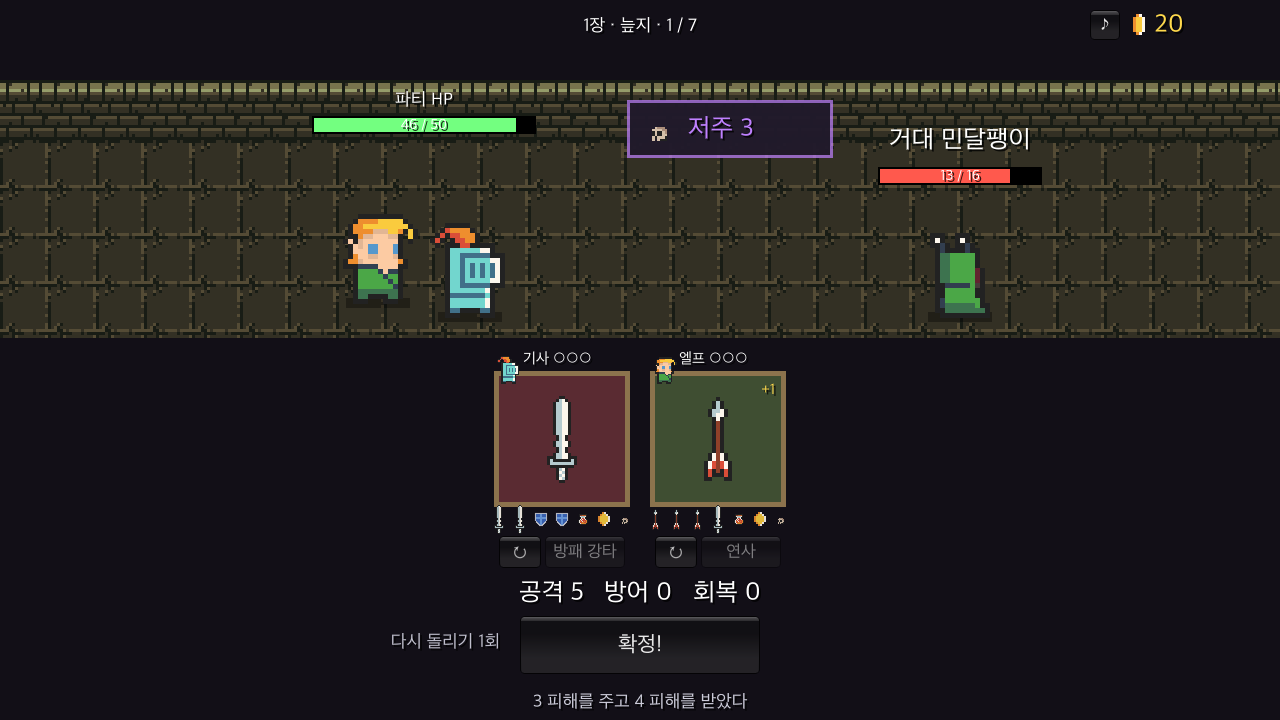 1장 · 늪지 · 1 / 7
♪ 20
파티 HP
46 / 50
저주 3
거대 민달팽이
13 / 16
기사 ○○○
엘프 ○○○
+1
↻ 방패 강타
↻ 연사
공격 5 방어 0 회복 0
다시 돌리기 1회
확정!
3 피해를 주고 4 피해를 받았다